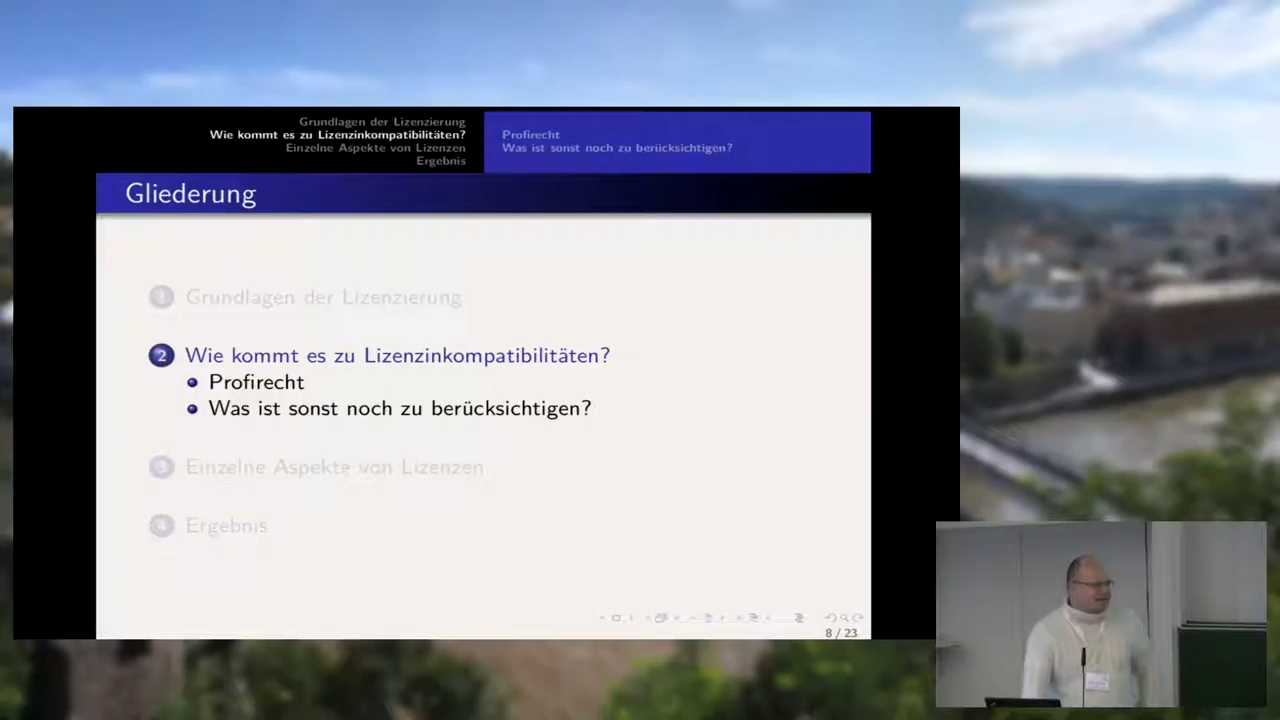 Grundlagen der Lizenzierung
Wie kommt es zu Lizenzinkompatibilitäten?
Einzelne Aspekte von Lizenzen
Ergebnis
Profirecht
Was ist sonst noch zu berücksichtigen?
Gliederung
1 Grundlagen der Lizenzierung
2 Wie kommt es zu Lizenzinkompatibilitäten?
Profirecht
Was ist sonst noch zu berücksichtigen?
3 Einzelne Aspekte von Lizenzen
4 Ergebnis
8 / 23